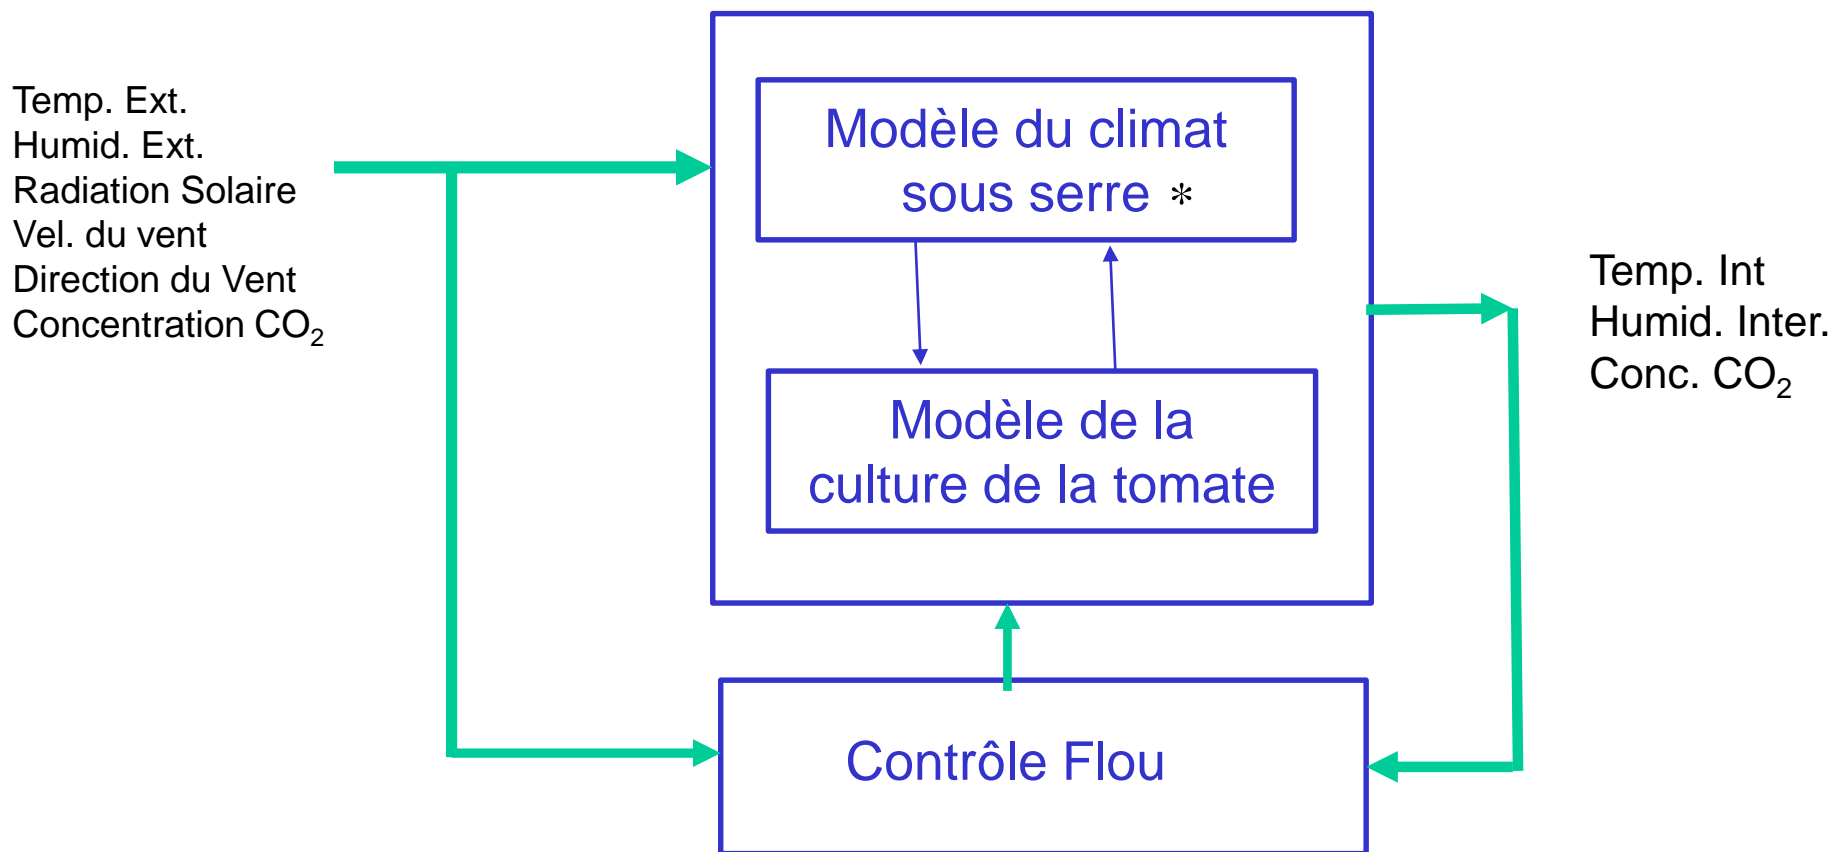 Temp. Ext.
Humid. Ext.
Radiation Solaire
Vel. du vent
Direction du Vent
Concentration CO₂
Modèle du climat
sous serre *
Modèle de la
culture de la tomate
Temp. Int
Humid. Inter.
Conc. CO₂
Contrôle Flou